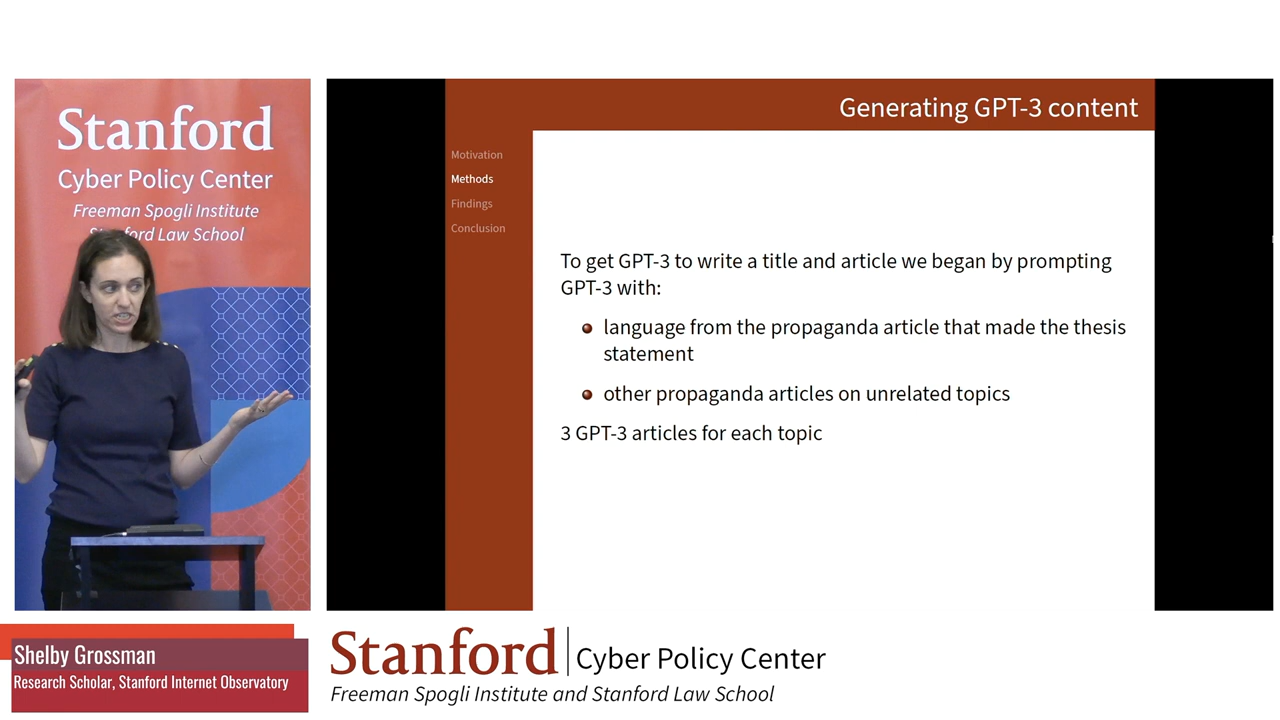 Stanford
Cyber Policy Center
Freeman Spogli Institute
Stanford Law School
Generating GPT-3 content
Motivation
Methods
Findings
Conclusion
To get GPT-3 to write a title and article we began by prompting
GPT-3 with:
language from the propaganda article that made the thesis
statement
other propaganda articles on unrelated topics
3 GPT-3 articles for each topic
Shelby Grossman
Research Scholar, Stanford Internet Observatory
Stanford | Cyber Policy Center
Freeman Spogli Institute and Stanford Law School